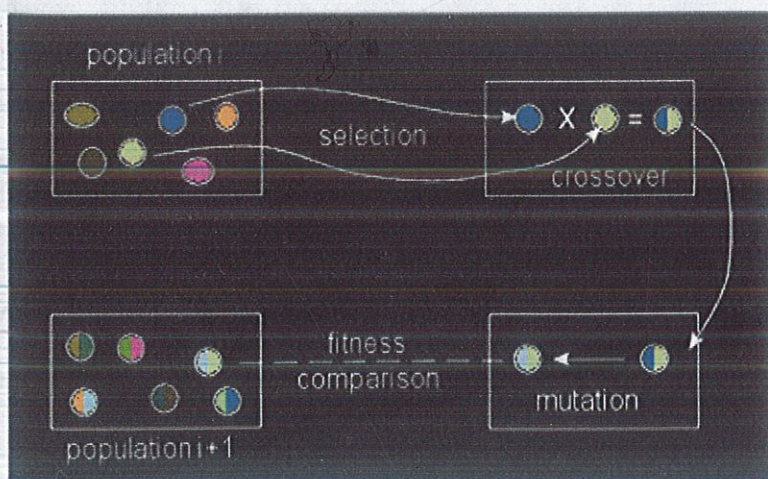 population i
selection
X =
crossover
fitness
comparison
mutation
population i+1